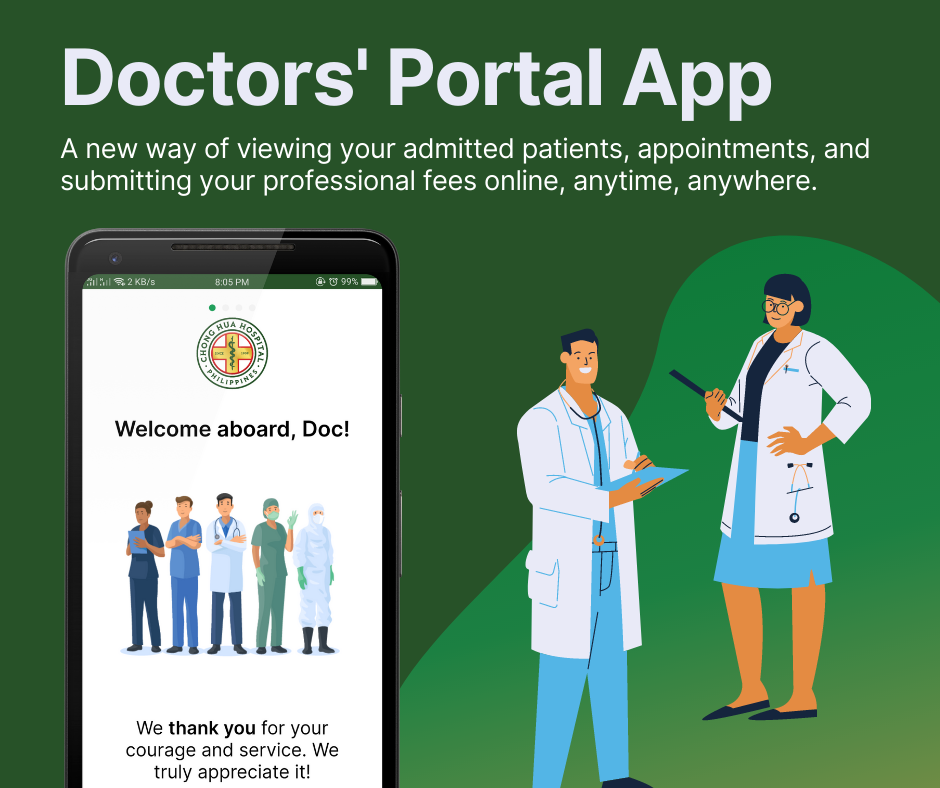 Doctors' Portal App
A new way of viewing your admitted patients, appointments, and
submitting your professional fees online, anytime, anywhere.
2 KB/s
8:05 PM
99%
CHONG HUA HOSPITAL
PHILIPPINES
Welcome aboard, Doc!
We thank you for your
courage and service. We
truly appreciate it!